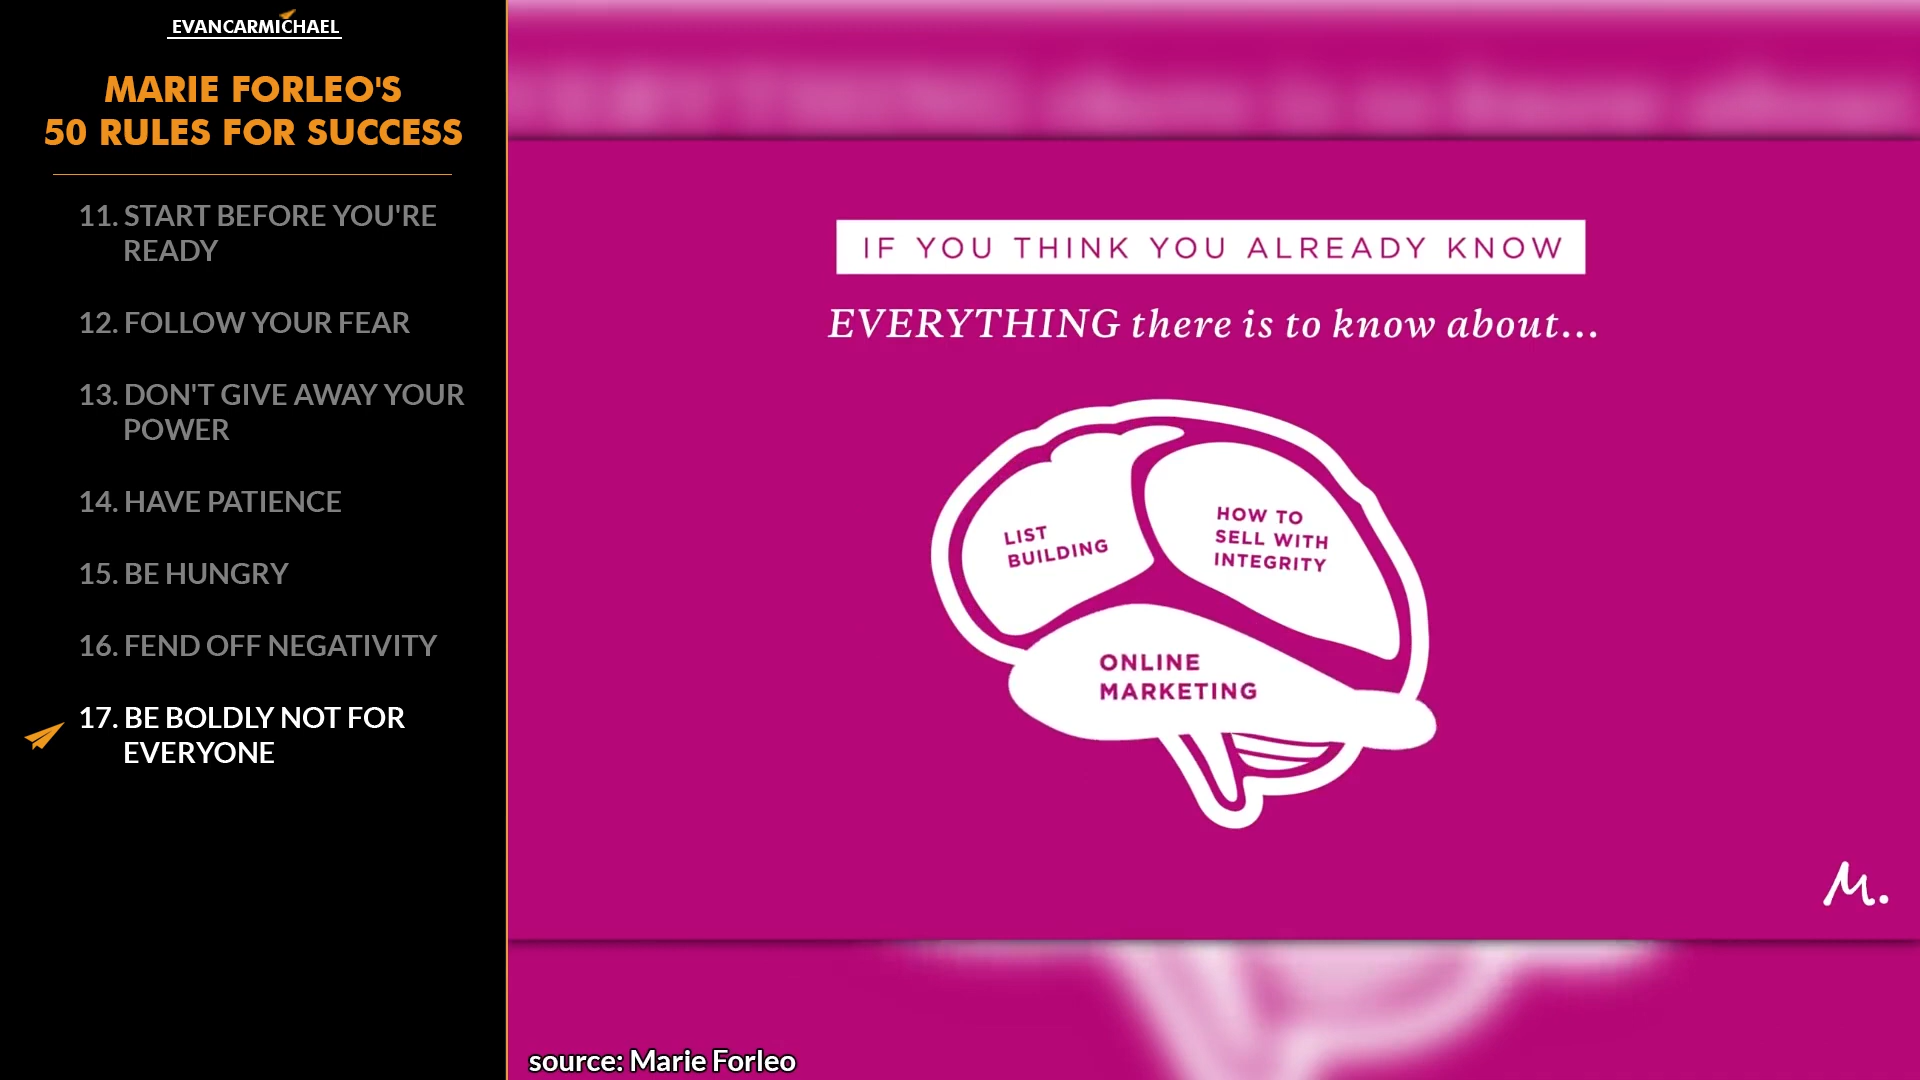 EVANCARMICHAEL
MARIE FORLEO'S
50 RULES FOR SUCCESS
11. START BEFORE YOU'RE
READY
12. FOLLOW YOUR FEAR
13. DON'T GIVE AWAY YOUR
POWER
14. HAVE PATIENCE
15. BE HUNGRY
16. FEND OFF NEGATIVITY
17. BE BOLDLY NOT FOR
EVERYONE
IF YOU THINK YOU ALREADY KNOW
EVERYTHING there is to know about...
LIST
BUILDING
HOW TO
SELL WITH
INTEGRITY
ONLINE
MARKETING
M.
source: Marie Forleo